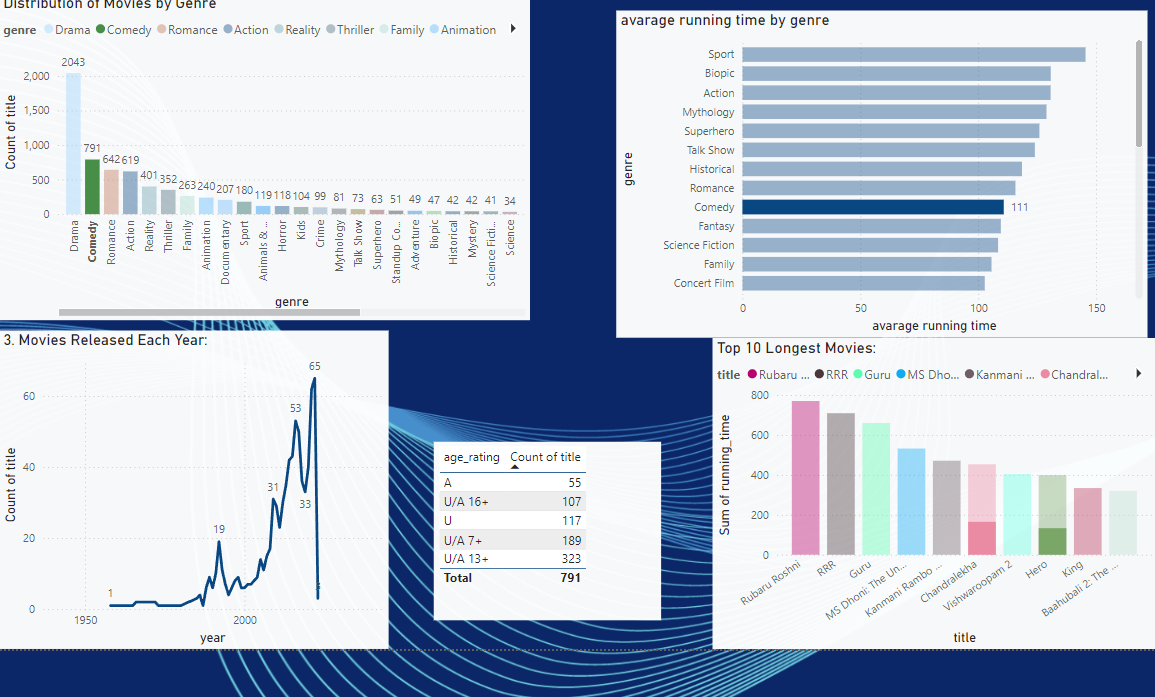 Distribution of Movies by Genre
genre Drama Comedy Romance Action Reality Thriller Family Animation
Count of title
2,000
1,500
1,000
500
0
2043
791
642
619
401
352
263
240
207
180
119
118
104
99
81
73
63
51
49
47
42
42
41
34
Drama
Comedy
Romance
Action
Reality
Thriller
Family
Animation
Documentary
Sport
Animals &...
Horror
Kids
Crime
Mythology
Talk Show
Superhero
Standup Co...
Adventure
Biopic
Historical
Mystery
Science Ficti...
Science
genre
avarage running time by genre
genre
Sport
Biopic
Action
Mythology
Superhero
Talk Show
Historical
Romance
Comedy
111
Fantasy
Science Fiction
Family
Concert Film
0 50 100 150
avarage running time
3. Movies Released Each Year:
Count of title
60
40
20
0
1
19
31
53
33
65
1950 2000
year
age_rating Count of title
A 55
U/A 16+ 107
U 117
U/A 7+ 189
U/A 13+ 323
Total 791
Top 10 Longest Movies:
title Rubaru ... RRR Guru MS Dho... Kanmani ... Chandral...
Sum of running_time
800
600
400
200
0
Rubaru Roshni
RRR
Guru
MS Dhoni: The Un...
Kanmani Rambo ...
Chandralekha
Vishwaroopam 2
Hero
King
Baahubali 2: The ...
title